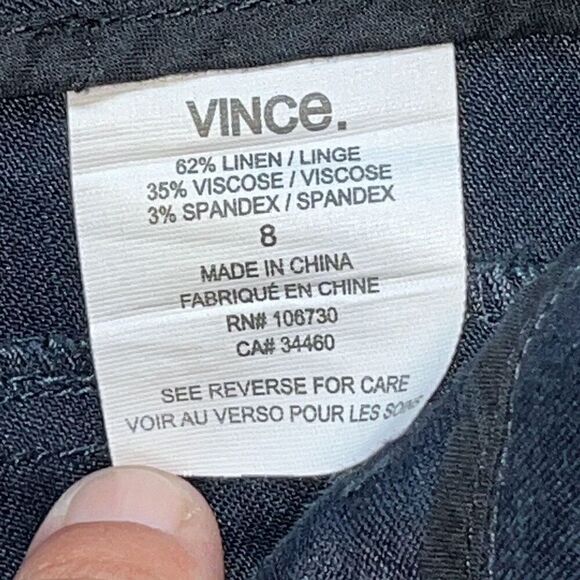 VINCe.
62% LINEN / LINGE
35% VISCOSE / VISCOSE
3% SPANDEX / SPANDEX
8
MADE IN CHINA
FABRIQUÉ EN CHINE
RN# 106730
CA# 34460
SEE REVERSE FOR CARE
VOIR AU VERSO POUR LES SOINS